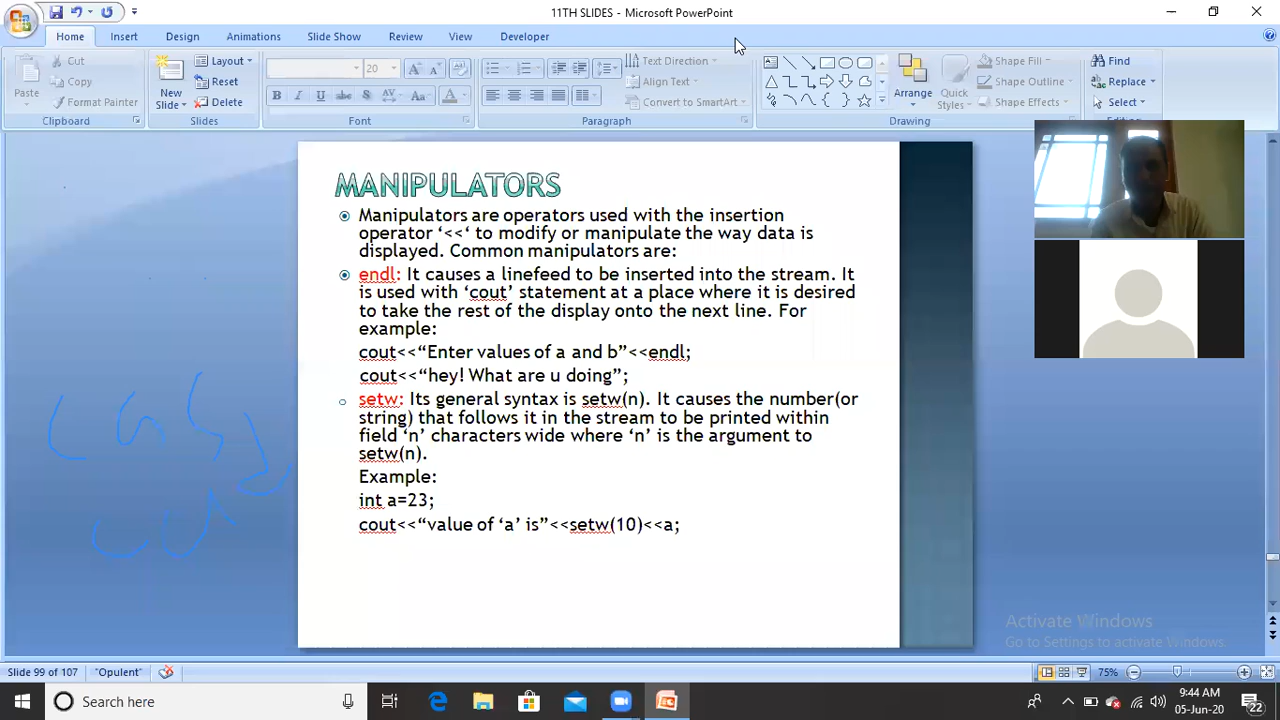 11TH SLIDES - Microsoft PowerPoint
Home Insert Design Animations Slide Show Review View Developer
Paste
Cut
Copy
Format Painter
Clipboard
New Slide
Layout
Reset
Delete
Slides
20
B I U abc S AV Aa A
Font
Text Direction
Align Text
Convert to SmartArt
Paragraph
Arrange
Quick Styles
Shape Fill
Shape Outline
Shape Effects
Drawing
Find
Replace
Select
Editing
MANIPULATORS
Manipulators are operators used with the insertion
operator ‘<<‘ to modify or manipulate the way data is
displayed. Common manipulators are:
endl: It causes a linefeed to be inserted into the stream. It
is used with ‘cout’ statement at a place where it is desired
to take the rest of the display onto the next line. For
example:
cout<<“Enter values of a and b”<<endl;
cout<<“hey! What are u doing”;
setw: Its general syntax is setw(n). It causes the number(or
string) that follows it in the stream to be printed within
field ‘n’ characters wide where ‘n’ is the argument to
setw(n).
Example:
int a=23;
cout<<“value of ‘a’ is”<<setw(10)<<a;
Activate Windows
Go to Settings to activate Windows.
Slide 99 of 107 "Opulent" 75%
Search here
9:44 AM
05-Jun-20
22